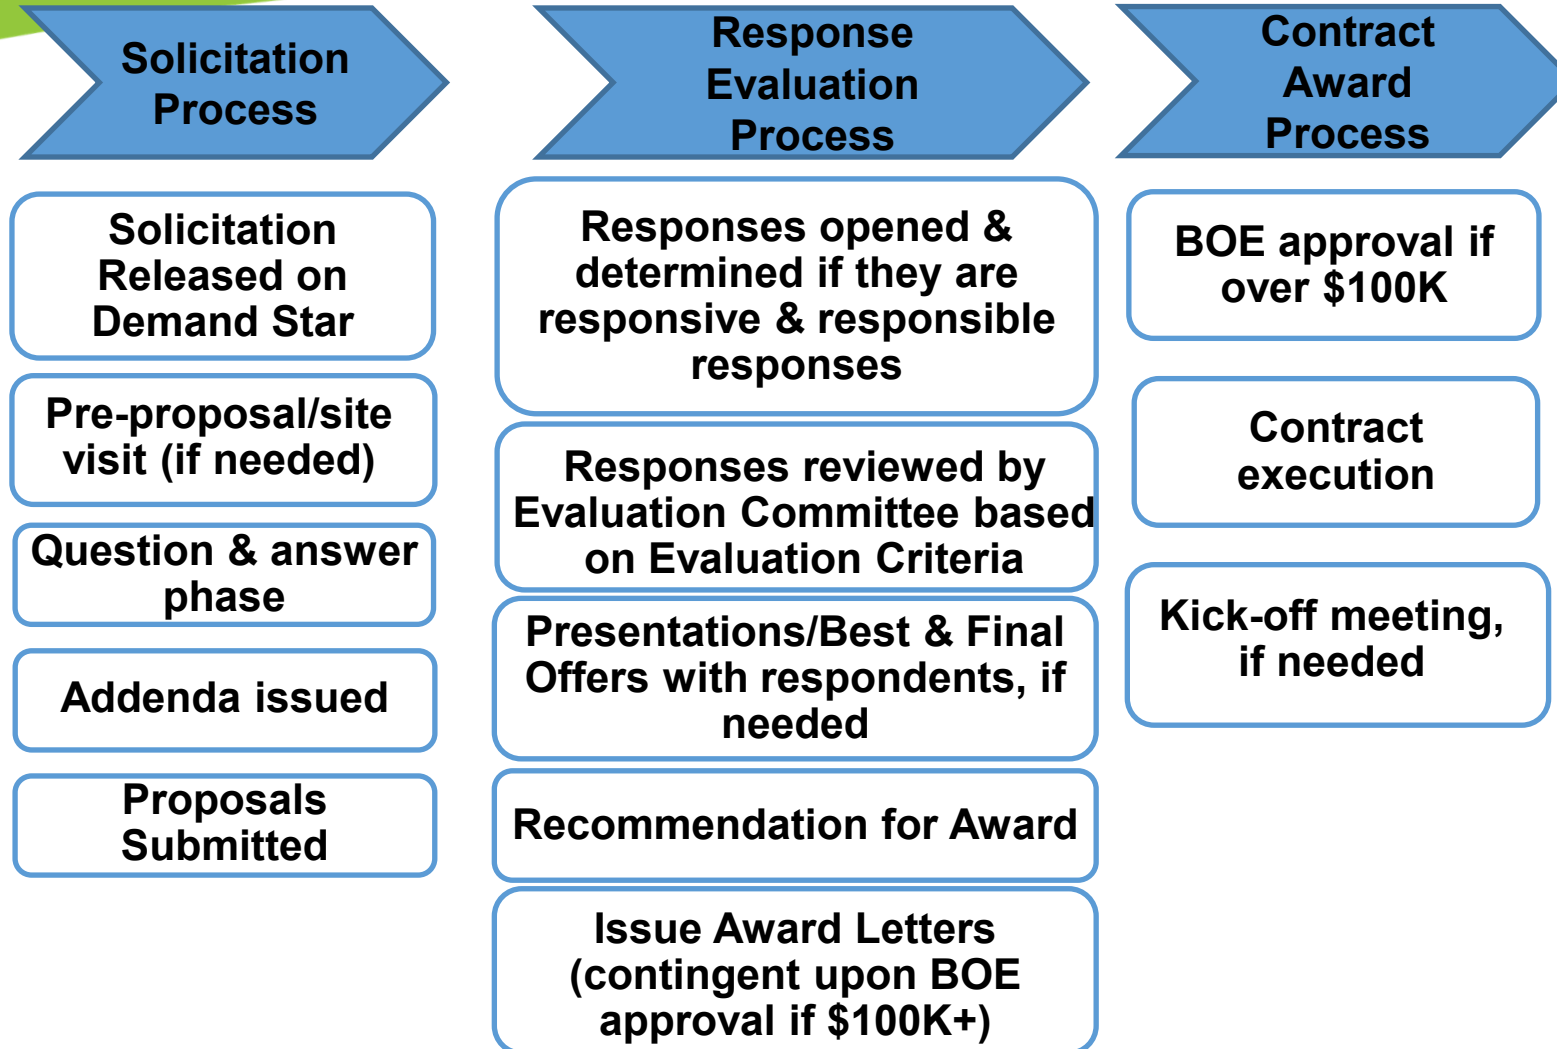 Solicitation
Process
Solicitation
Released on
Demand Star
Pre-proposal/site
visit (if needed)
Question & answer
phase
Addenda issued
Proposals
Submitted
Response
Evaluation
Process
Responses opened &
determined if they are
responsive & responsible
responses
Responses reviewed by
Evaluation Committee based
on Evaluation Criteria
Presentations/Best & Final
Offers with respondents, if
needed
Recommendation for Award
Issue Award Letters
(contingent upon BOE
approval if $100K+)
Contract
Award
Process
BOE approval if
over $100K
Contract
execution
Kick-off meeting,
if needed